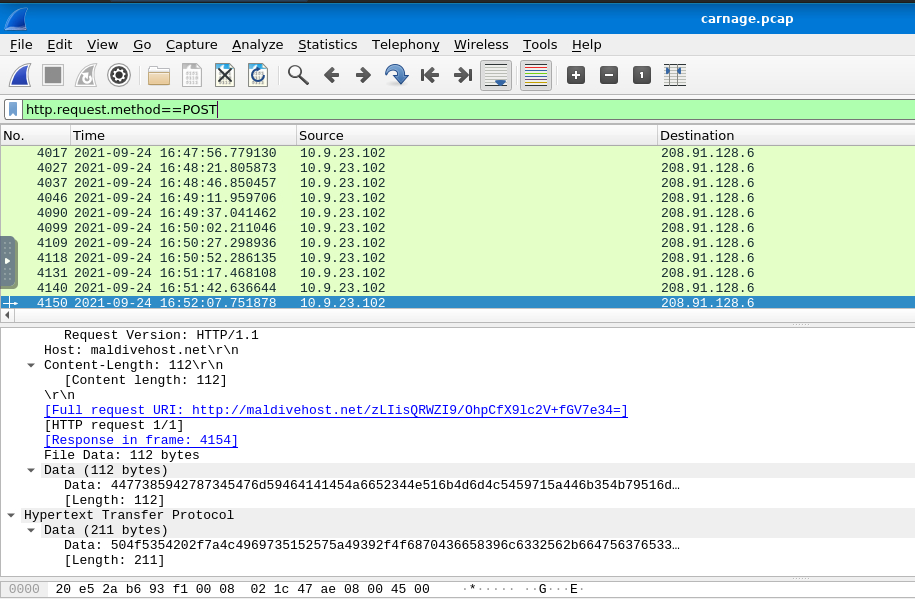 carnage.pcap
File Edit View Go Capture Analyze Statistics Telephony Wireless Tools Help
http.request.method==POST
No. Time Source Destination
4017 2021-09-24 16:47:56.779130 10.9.23.102 208.91.128.6
4027 2021-09-24 16:48:21.805873 10.9.23.102 208.91.128.6
4037 2021-09-24 16:48:46.850457 10.9.23.102 208.91.128.6
4046 2021-09-24 16:49:11.959706 10.9.23.102 208.91.128.6
4090 2021-09-24 16:49:37.041462 10.9.23.102 208.91.128.6
4099 2021-09-24 16:50:02.211046 10.9.23.102 208.91.128.6
4109 2021-09-24 16:50:27.298936 10.9.23.102 208.91.128.6
4118 2021-09-24 16:50:52.286135 10.9.23.102 208.91.128.6
4131 2021-09-24 16:51:17.468108 10.9.23.102 208.91.128.6
4140 2021-09-24 16:51:42.636644 10.9.23.102 208.91.128.6
4150 2021-09-24 16:52:07.751878 10.9.23.102 208.91.128.6
Request Version: HTTP/1.1
Host: maldivehost.net\r\n
Content-Length: 112\r\n
[Content length: 112]
\r\n
[Full request URI: http://maldivehost.net/zLIisQRWZI9/OhpCfX9lc2V+fGV7e34=]
[HTTP request 1/1]
[Response in frame: 4154]
File Data: 112 bytes
Data (112 bytes)
Data: 4477385942787345476d59464141454a6652344e516b4d6d4c5459715a446b354b79516d…
[Length: 112]
Hypertext Transfer Protocol
Data (211 bytes)
Data: 504f5354202f7a4c4969735152575a49392f4f6870436658396c6332562b664756376533…
[Length: 211]
0000 20 e5 2a b6 93 f1 00 08 02 1c 47 ae 08 00 45 00 ·*····· ··G···E·